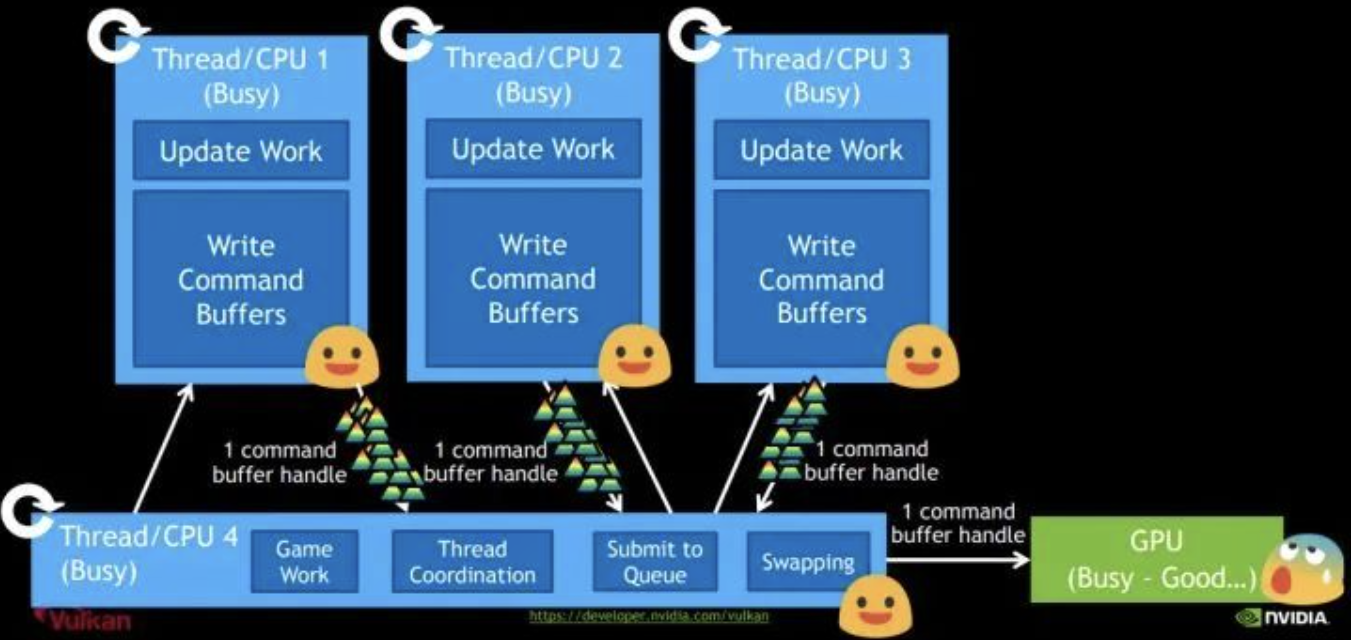 Thread/CPU 1
(Busy)
Update Work
Write
Command
Buffers
Thread/CPU 2
(Busy)
Update Work
Write
Command
Buffers
Thread/CPU 3
(Busy)
Update Work
Write
Command
Buffers
1 command
buffer handle
1 command
buffer handle
1 command
buffer handle
Thread/CPU 4
(Busy)
Game
Work
Thread
Coordination
Submit to
Queue
Swapping
1 command
buffer handle
GPU
(Busy - Good...)
Vulkan
https://developer.nvidia.com/vulkan
NVIDIA